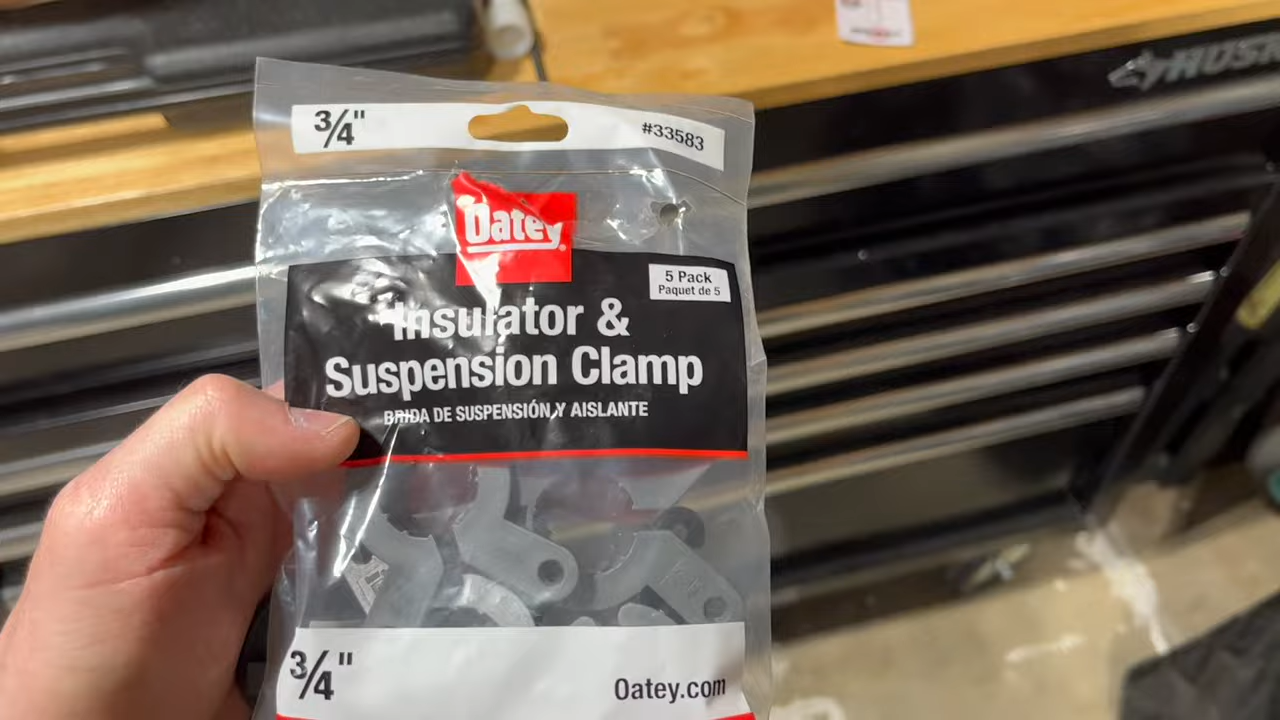 HUSK
3/4"
#33583
Oatey
5 Pack
Paquet de 5
Insulator &
Suspension Clamp
BRIDA DE SUSPENSIÓN Y AISLANTE
3/4"
Oatey.com